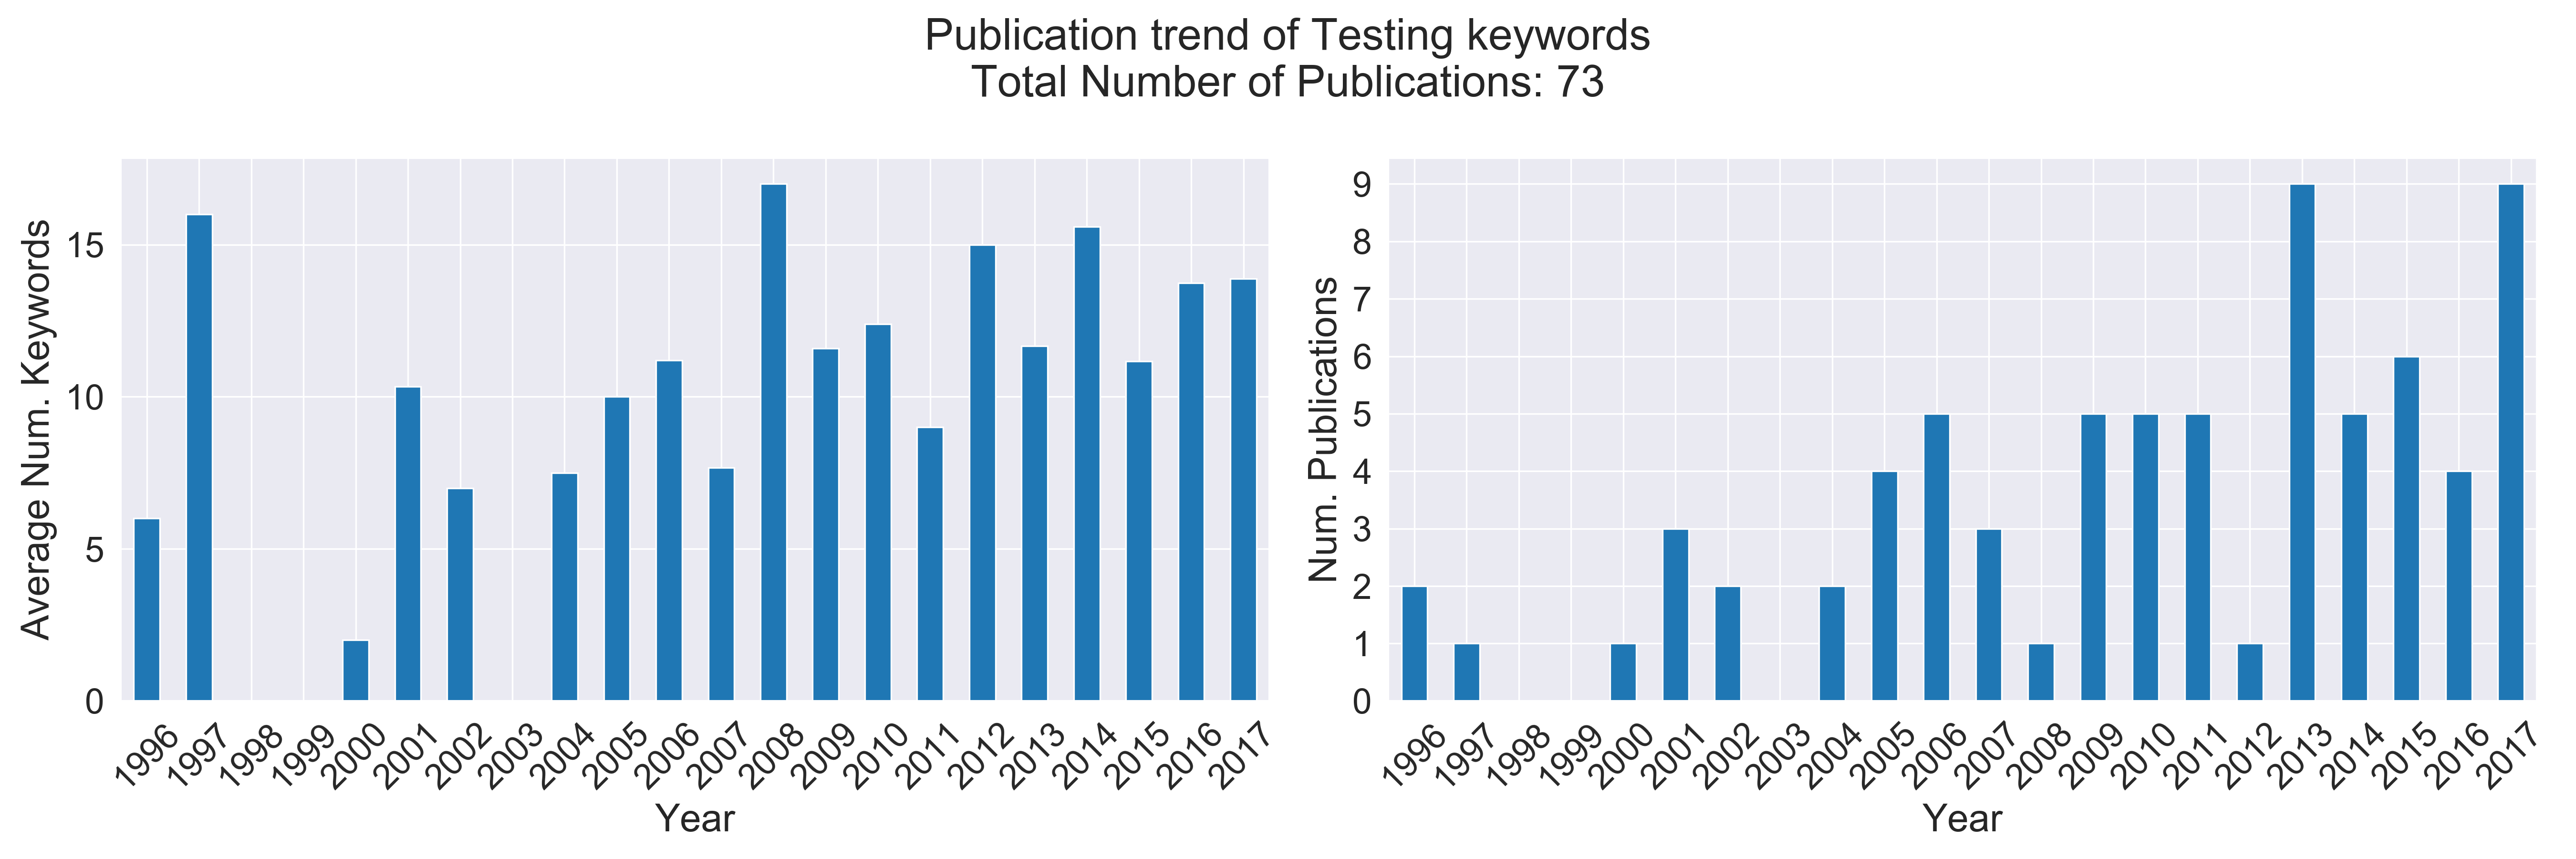 Publication trend of Testing keywords
Total Number of Publications: 73
Average Num. Keywords
15
10
5
0
1996 1997 1998 1999 2000 2001 2002 2003 2004 2005 2006 2007 2008 2009 2010 2011 2012 2013 2014 2015 2016 2017
Year
Num. Publications
9
8
7
6
5
4
3
2
1
0
1996 1997 1998 1999 2000 2001 2002 2003 2004 2005 2006 2007 2008 2009 2010 2011 2012 2013 2014 2015 2016 2017
Year